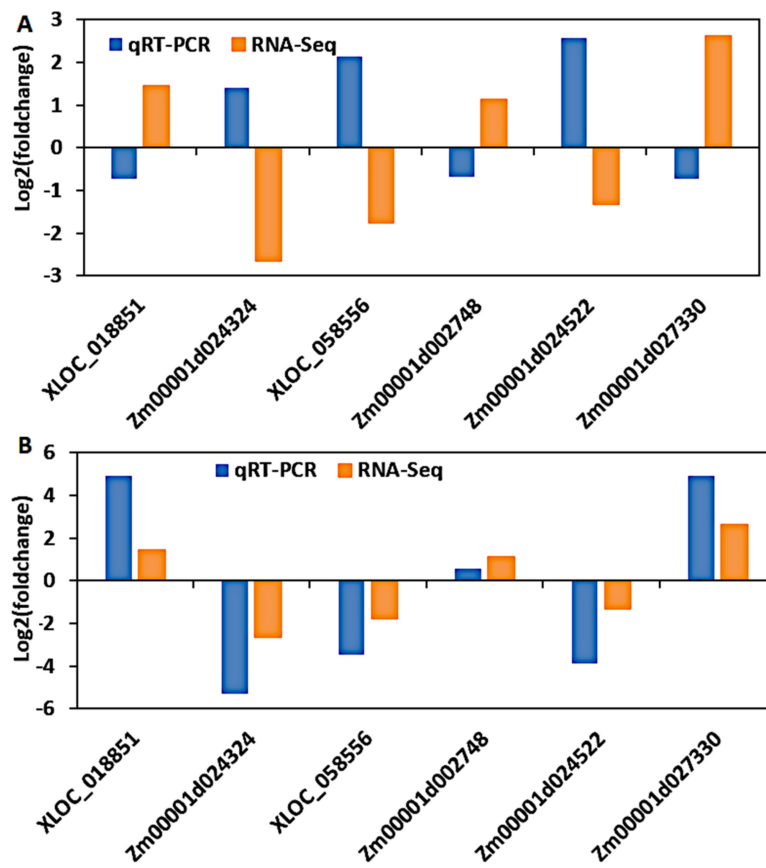 A
qRT-PCR RNA-Seq
Log2(foldchange)
3
2
1
0
-1
-2
-3
XLOC_018851
Zm00001d024324
XLOC_058556
Zm00001d002748
Zm00001d024522
Zm00001d027330
B
qRT-PCR RNA-Seq
Log2(foldchange)
6
4
2
0
-2
-4
-6
XLOC_018851
Zm00001d024324
XLOC_058556
Zm00001d002748
Zm00001d024522
Zm00001d027330